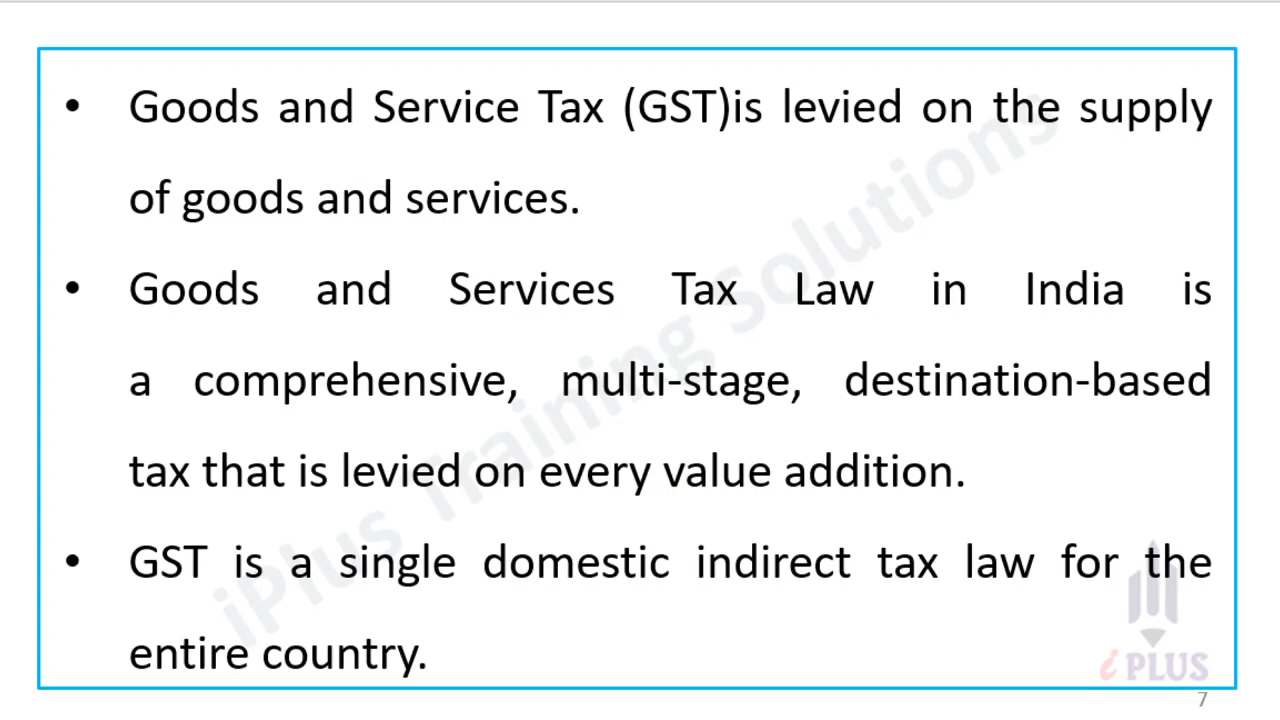 • Goods and Service Tax (GST)is levied on the supply
of goods and services.
• Goods and Services Tax Law in India is
a comprehensive, multi-stage, destination-based
tax that is levied on every value addition.
• GST is a single domestic indirect tax law for the
entire country.
iPlus Training Solutions
i PLUS
7